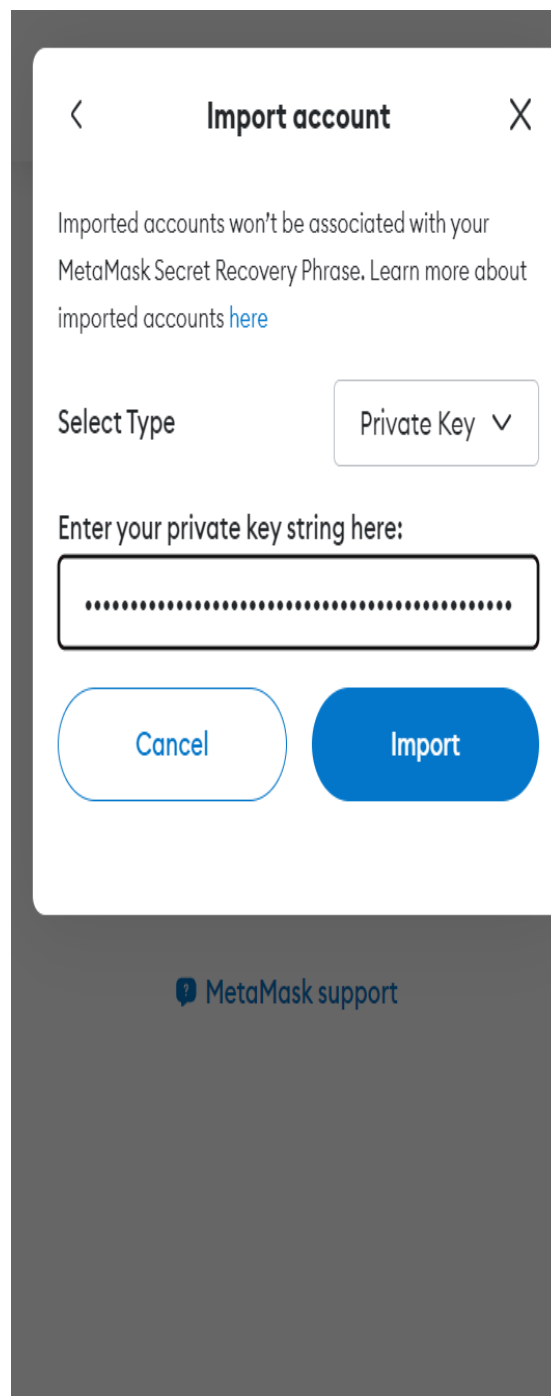 Import account
Imported accounts won't be associated with your
MetaMask Secret Recovery Phrase. Learn more about
imported accounts here
Select Type
Private Key
Enter your private key string here:
Cancel
Import
MetaMask support